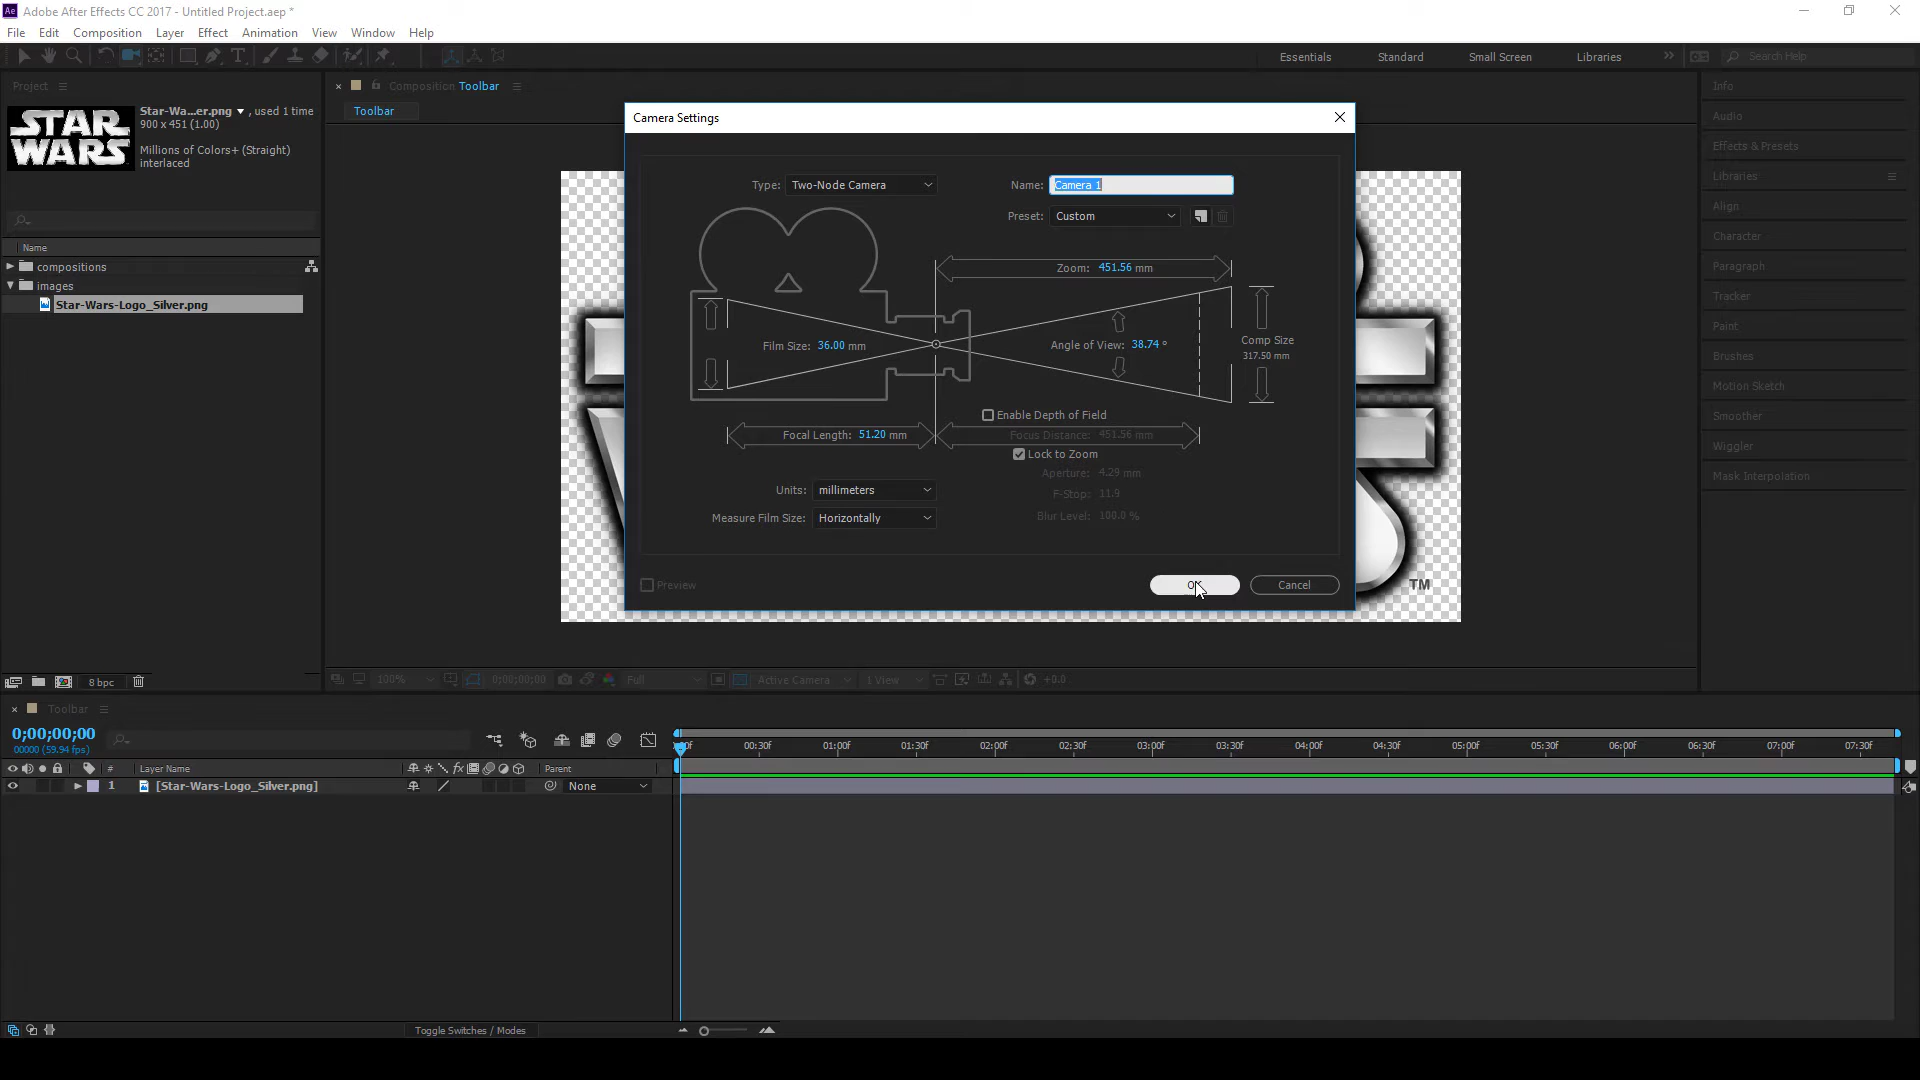 Ae Adobe After Effects CC 2017 - Untitled Project.aep *
File Edit Composition Layer Effect Animation View Window Help
Essentials Standard Small Screen Libraries Search Help
Project
STAR WARS
Star-Wa...er.png ▼ , used 1 time
900 x 451 (1.00)
Millions of Colors+ (Straight)
interlaced
Name
compositions
images
Star-Wars-Logo_Silver.png
8 bpc
Composition Toolbar
Toolbar
Camera Settings
Type: Two-Node Camera
Name: Camera 1
Preset: Custom
Zoom: 451.56 mm
Film Size: 36.00 mm
Angle of View: 38.74 °
Comp Size
317.50 mm
Enable Depth of Field
Focal Length: 51.20 mm
Focus Distance: 451.56 mm
Lock to Zoom
Aperture: 4.29 mm
Units: millimeters
F-Stop: 11.9
Measure Film Size: Horizontally
Blur Level: 100.0 %
Preview
Cancel
TM
100% 0;00;00;00 Full Active Camera 1 View +0.0
Info
Audio
Effects & Presets
Libraries
Align
Character
Paragraph
Tracker
Paint
Brushes
Motion Sketch
Smoother
Wiggler
Mask Interpolation
Toolbar
0;00;00;00
00000 (59.94 fps)
00:30f 01:00f 01:30f 02:00f 02:30f 03:00f 03:30f 04:00f 04:30f 05:00f 05:30f 06:00f 06:30f 07:00f 07:30f
# Layer Name fx Parent
1 [Star-Wars-Logo_Silver.png] None
Toggle Switches / Modes